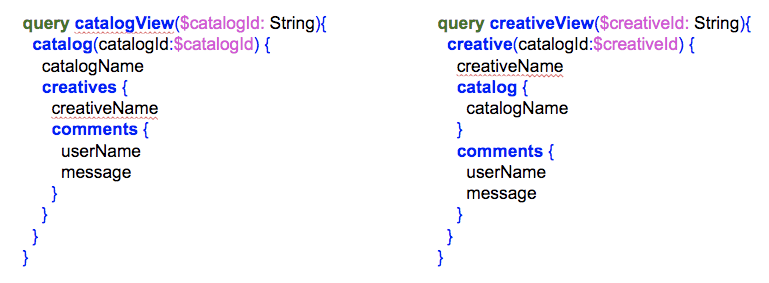 query catalogView($catalogId: String){
catalog(catalogId:$catalogId) {
catalogName
creatives {
creativeName
comments {
userName
message
}
}
}
}
query creativeView($creativeId: String){
creative(catalogId:$creativeId) {
creativeName
catalog {
catalogName
}
comments {
userName
message
}
}
}